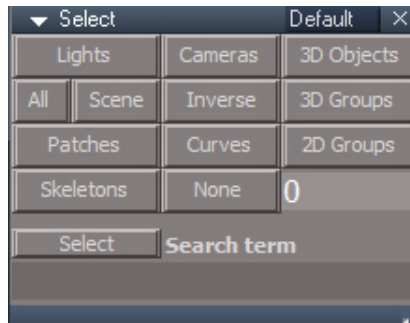 Select Default
Lights Cameras 3D Objects
All Scene Inverse 3D Groups
Patches Curves 2D Groups
Skeletons None 0
Select Search term